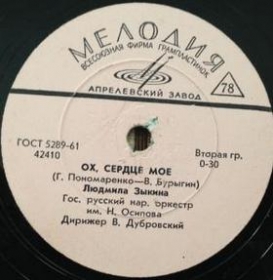 МЕЛОДИЯ
ВСЕСОЮЗНАЯ ФИРМА ГРАМПЛАСТИНОК
78
АПРЕЛЕВСКИЙ ЗАВОД
ГОСТ 5289-61
42410
Вторая гр.
0-30
ОХ, СЕРДЦЕ МОЕ
(Г. Пономаренко—В. Бурыгин)
Людмила Зыкина
Гос. русский нар. оркестр
им. Н. Осипова
Дирижер В. Дубровский